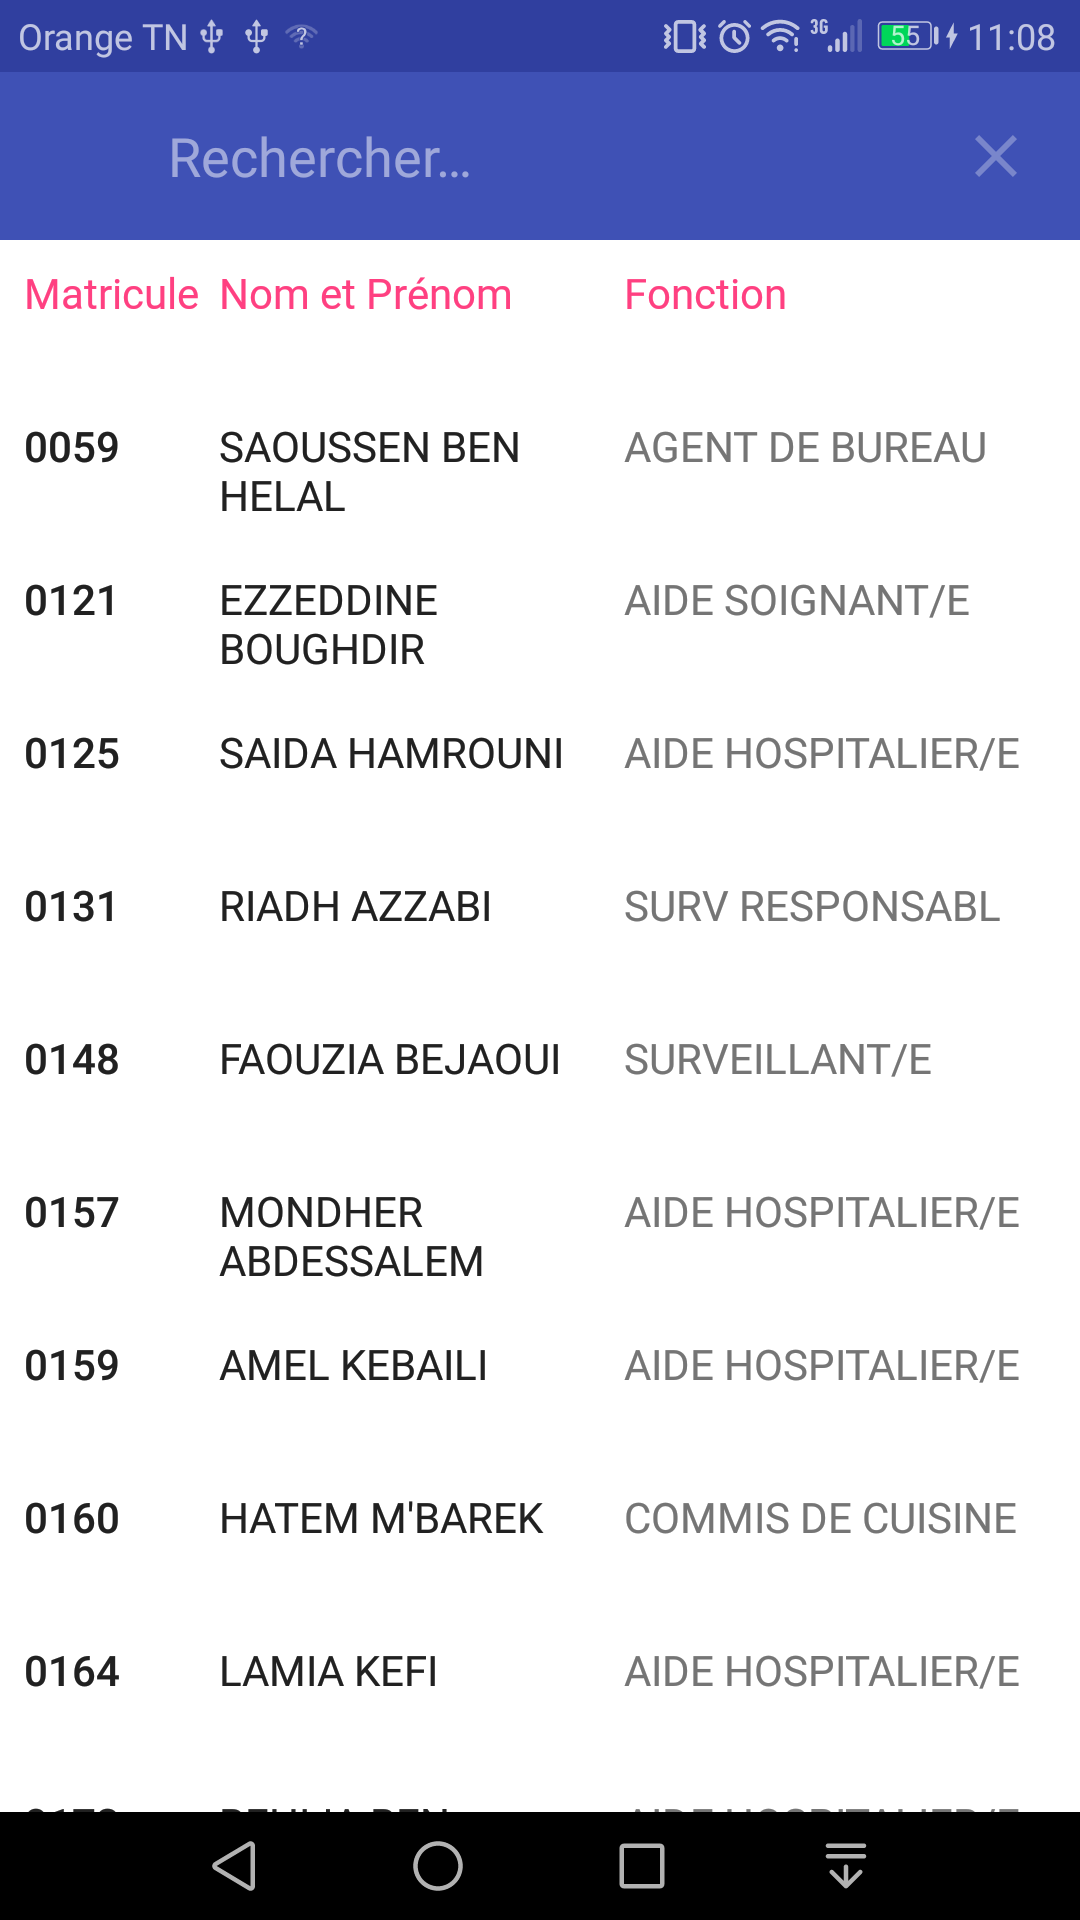 Orange TN 3G 55 11:08
Rechercher...
Matricule Nom et Prénom Fonction
0059 SAOUSSEN BEN AGENT DE BUREAU
HELAL
0121 EZZEDDINE AIDE SOIGNANT/E
BOUGHDIR
0125 SAIDA HAMROUNI AIDE HOSPITALIER/E
0131 RIADH AZZABI SURV RESPONSABL
0148 FAOUZIA BEJAOUI SURVEILLANT/E
0157 MONDHER AIDE HOSPITALIER/E
ABDESSALEM
0159 AMEL KEBAILI AIDE HOSPITALIER/E
0160 HATEM M'BAREK COMMIS DE CUISINE
0164 LAMIA KEFI AIDE HOSPITALIER/E